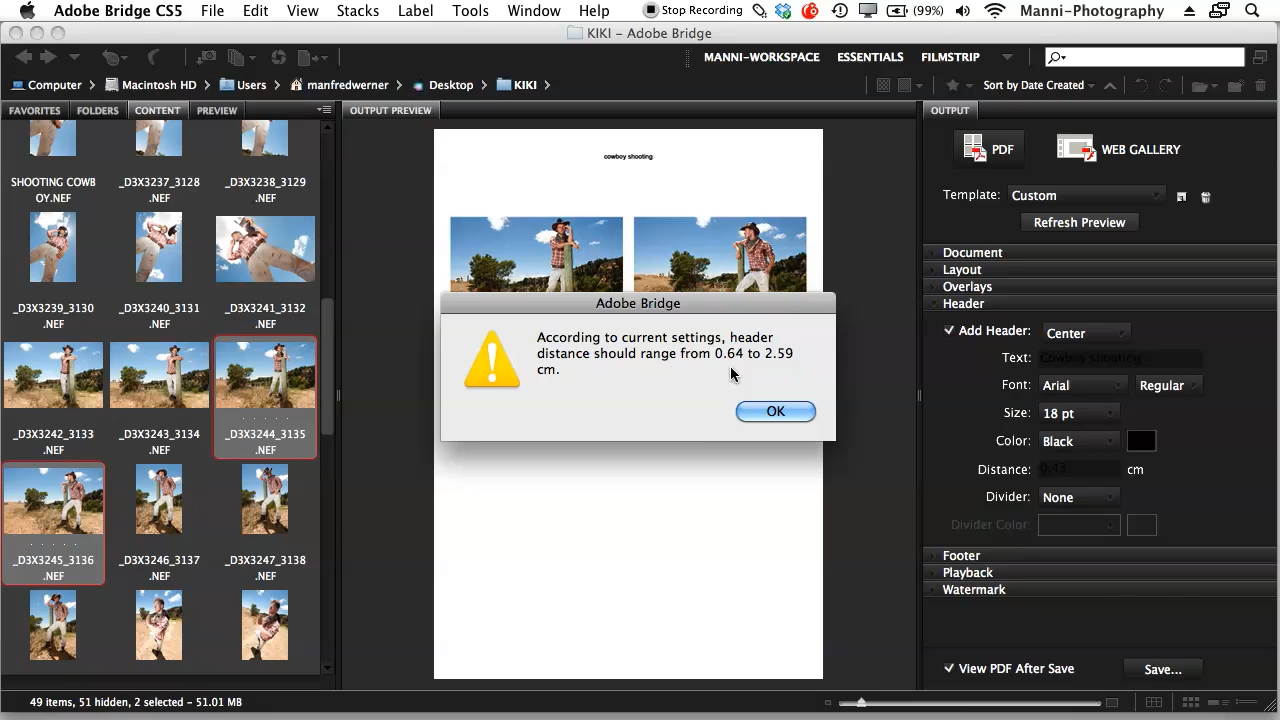 Adobe Bridge CS5 File Edit View Stacks Label Tools Window Help Stop Recording (99%) Manni-Photography
KIKI – Adobe Bridge
MANNI-WORKSPACE ESSENTIALS FILMSTRIP
Computer Macintosh HD Users manfredwerner Desktop KIKI Sort by Date Created
FAVORITES FOLDERS CONTENT PREVIEW
SHOOTING COWB
OY.NEF
_D3X3237_3128
.NEF
_D3X3238_3129
.NEF
_D3X3239_3130
.NEF
_D3X3240_3131
.NEF
_D3X3241_3132
.NEF
_D3X3242_3133
.NEF
_D3X3243_3134
.NEF
_D3X3244_3135
.NEF
_D3X3245_3136
.NEF
_D3X3246_3137
.NEF
_D3X3247_3138
.NEF
OUTPUT PREVIEW
cowboy shooting
Adobe Bridge
According to current settings, header
distance should range from 0.64 to 2.59
cm.
OK
OUTPUT
PDF WEB GALLERY
Template: Custom
Refresh Preview
Document
Layout
Overlays
Header
Add Header: Center
Text: Cowboy shooting
Font: Arial Regular
Size: 18 pt
Color: Black
Distance: 0.43 cm
Divider: None
Divider Color:
Footer
Playback
Watermark
View PDF After Save Save...
49 items, 51 hidden, 2 selected – 51.01 MB